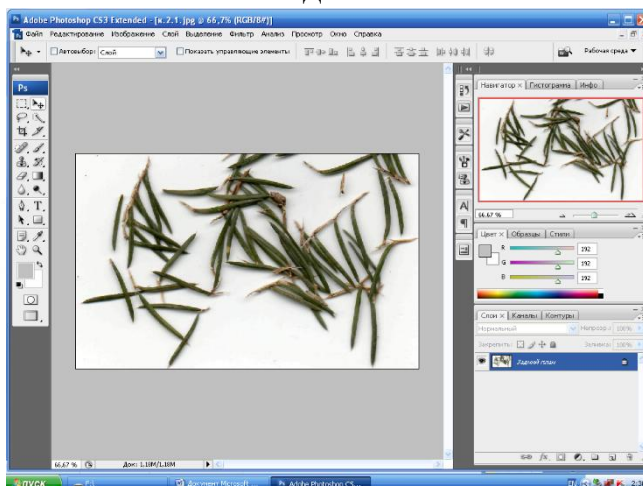 Д
Adobe Photoshop CS3 Extended - [к.2.1.jpg @ 66,7% (RGB/8#)]
Файл Редактирование Изображение Слой Выделение Фильтр Анализ Просмотр Окно Справка
Автовыбор: Слой Показать управляющие элементы Рабочая среда
Ps
Навигатор × Гистограмма Инфо
66.67 %
Цвет × Образцы Стили
R 192
G 192
B 192
Слои × Каналы Контуры
Нормальный Непрозр.: 100%
Закрепить: Заливка: 100%
Задний план
66,67 % Док: 1,18M/1,18M
пуск F:\ Документ Microsoft ... Adobe Photoshop CS...